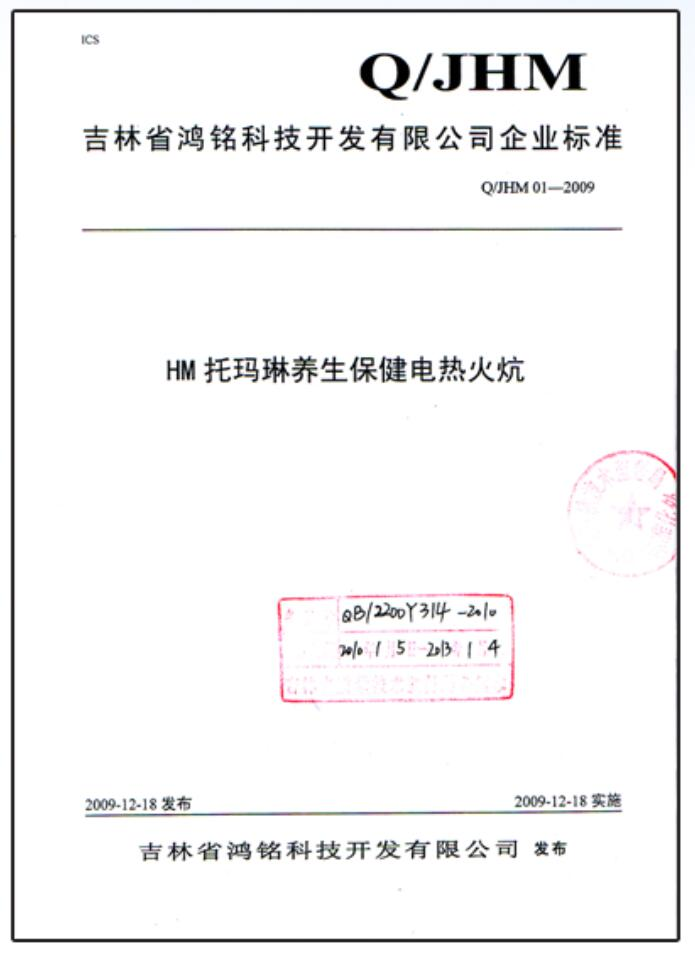 ICS
Q/JHM
吉林省鸿铭科技开发有限公司企业标准
Q/JHM 01—2009
HM 托玛琳养生保健电热火炕
QB/2200Y314-2010
2010 1 5 - 2013 1 4
2009-12-18 发布
2009-12-18 实施
吉林省鸿铭科技开发有限公司 发布